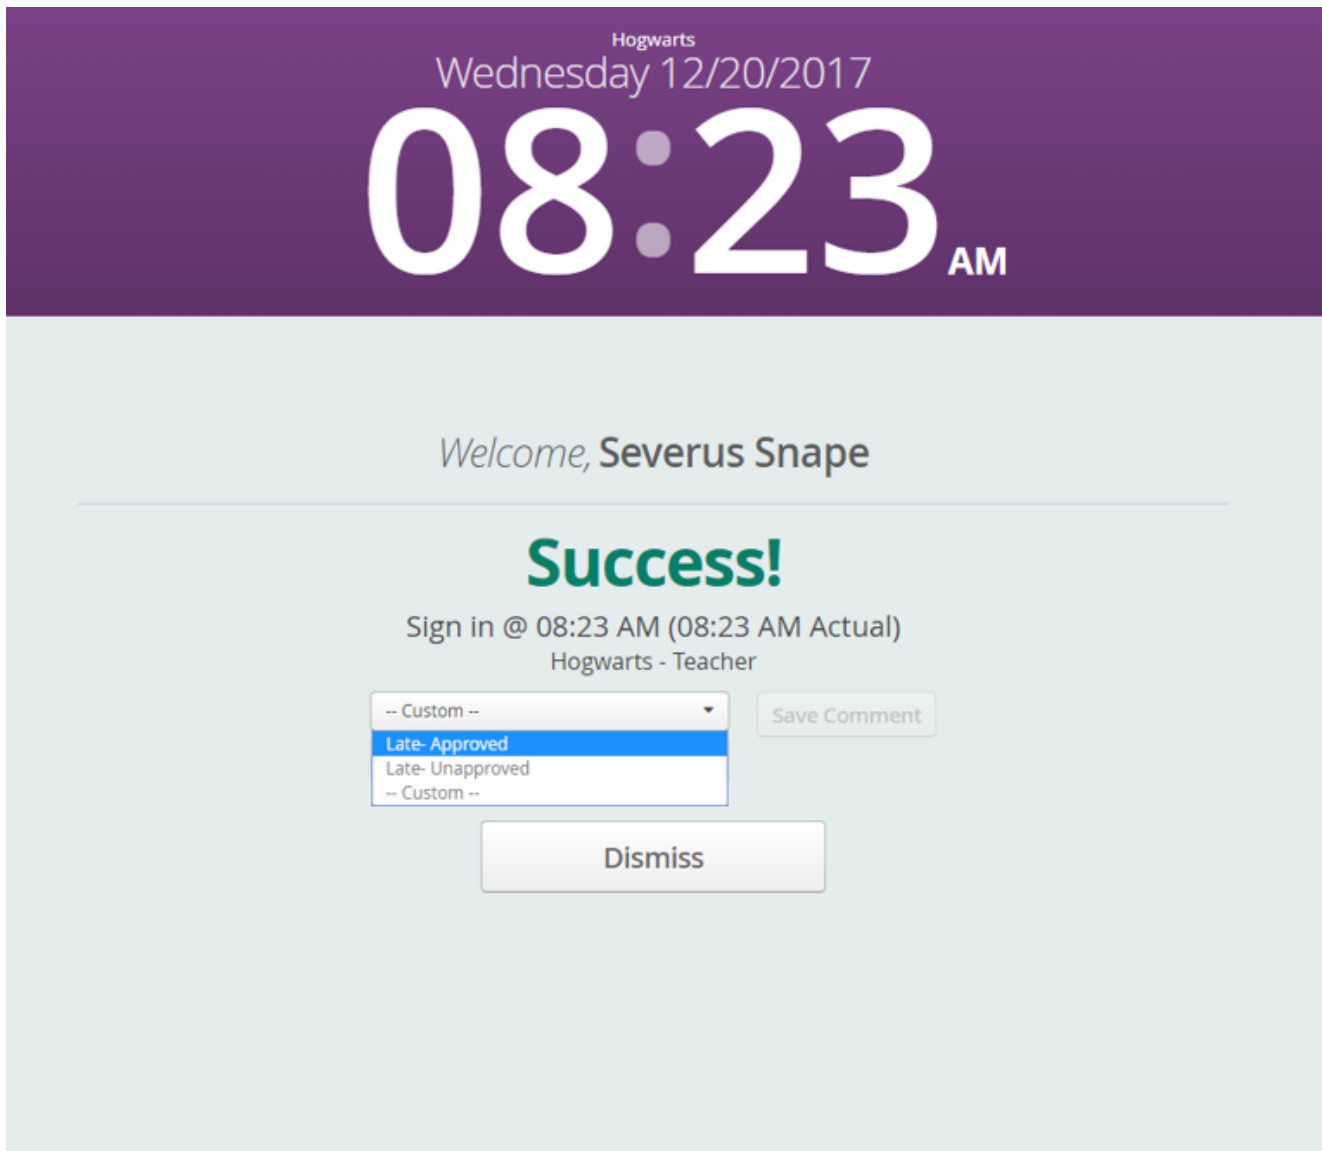 Hogwarts
Wednesday 12/20/2017
08:23 AM
Welcome, Severus Snape
Success!
Sign in @ 08:23 AM (08:23 AM Actual)
Hogwarts - Teacher
-- Custom --
Save Comment
Late- Approved
Late- Unapproved
-- Custom --
Dismiss